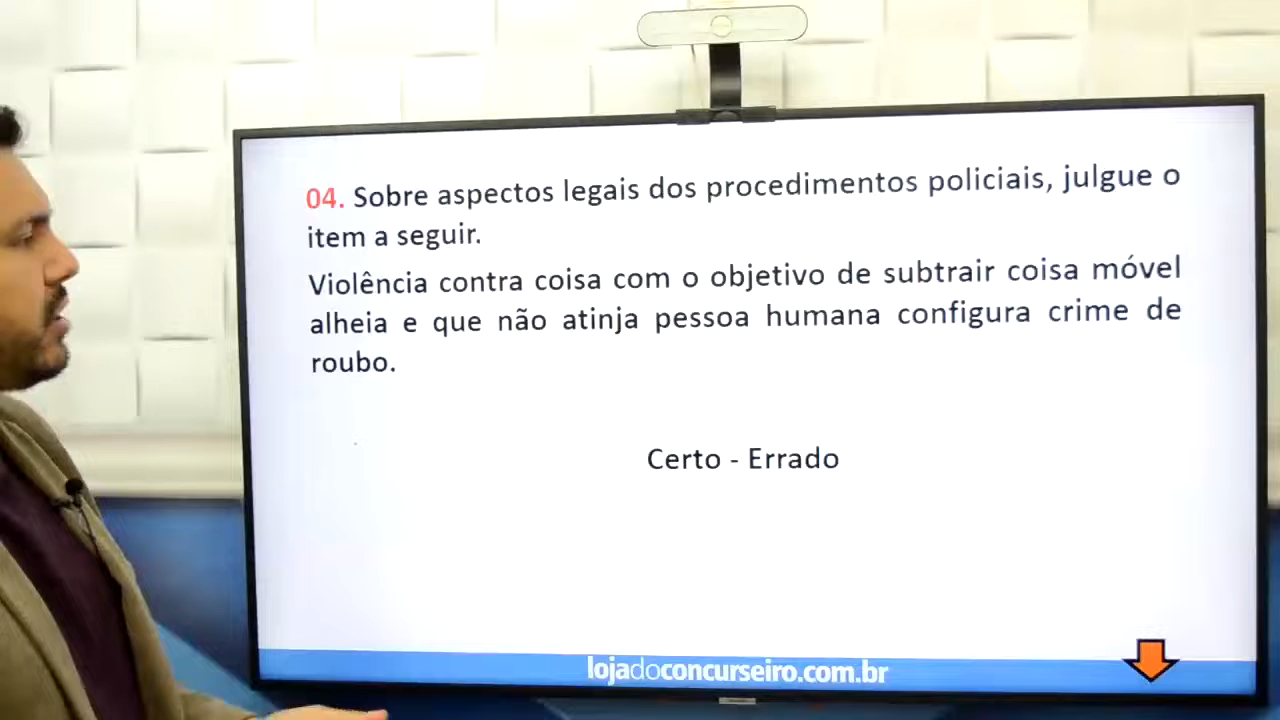 04. Sobre aspectos legais dos procedimentos policiais, julgue o
item a seguir.
Violência contra coisa com o objetivo de subtrair coisa móvel
alheia e que não atinja pessoa humana configura crime de
roubo.
Certo - Errado
lojadoconcurseiro.com.br